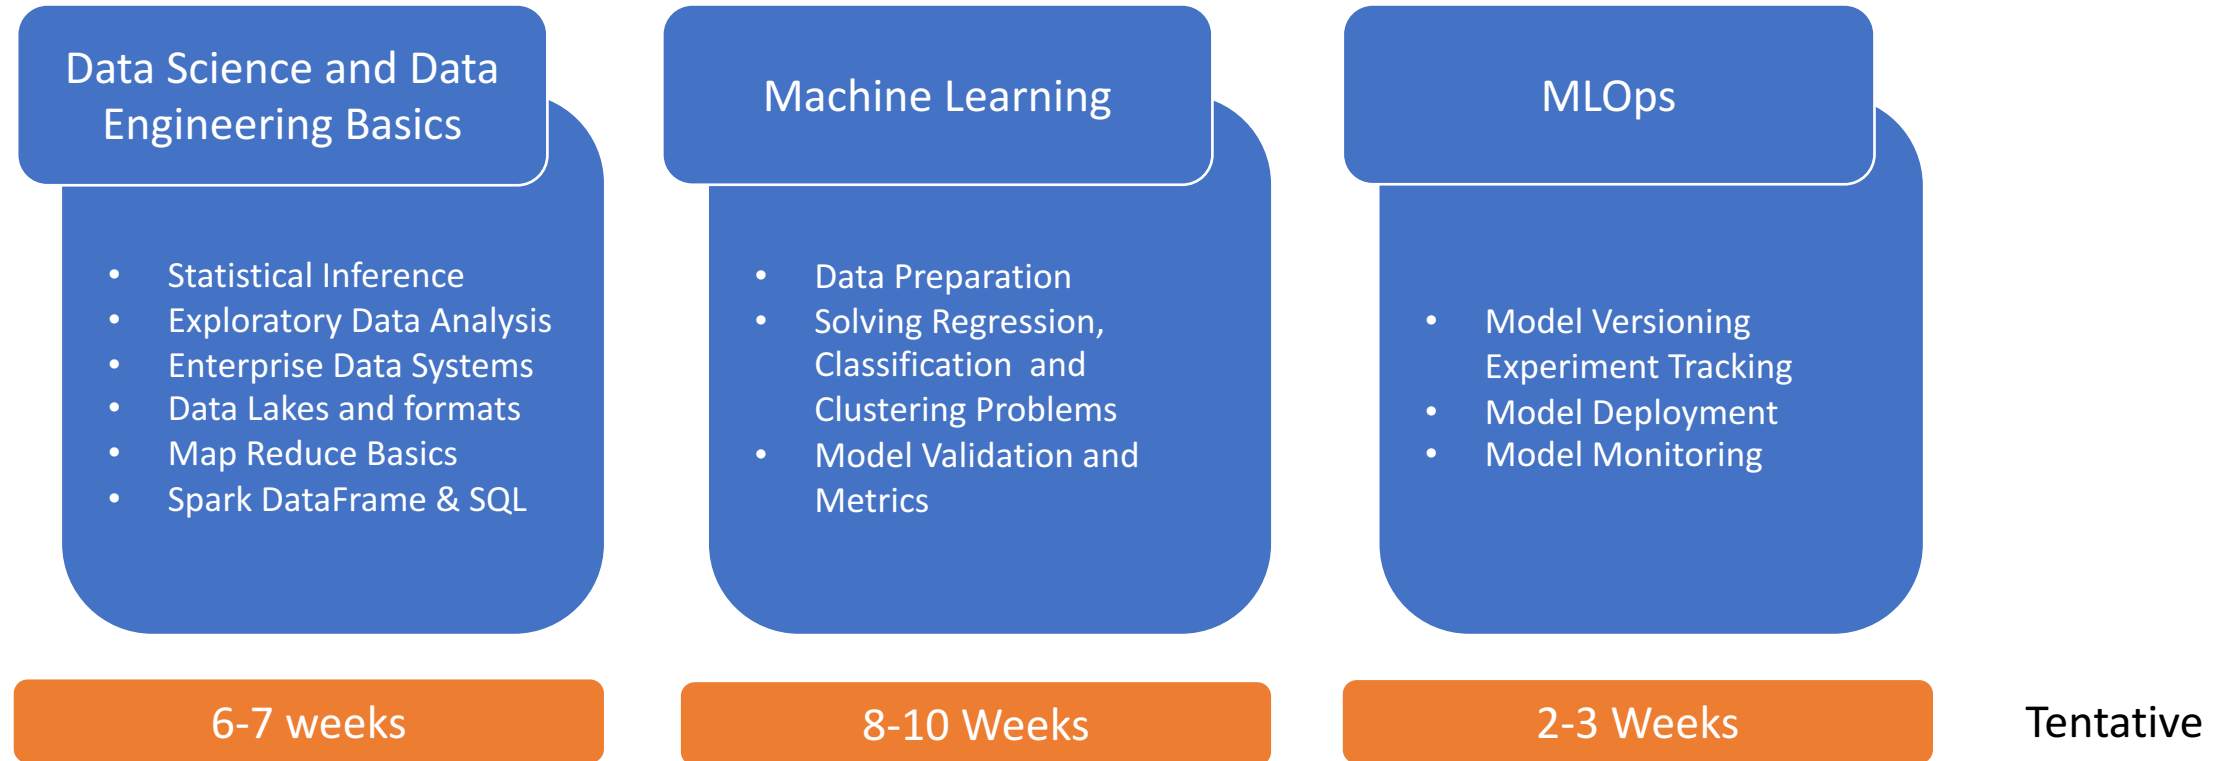 Data Science and Data
Engineering Basics
• Statistical Inference
• Exploratory Data Analysis
• Enterprise Data Systems
• Data Lakes and formats
• Map Reduce Basics
• Spark DataFrame & SQL
6-7 weeks
Machine Learning
• Data Preparation
• Solving Regression,
Classification and
Clustering Problems
• Model Validation and
Metrics
8-10 Weeks
MLOps
• Model Versioning
Experiment Tracking
• Model Deployment
• Model Monitoring
2-3 Weeks
Tentative